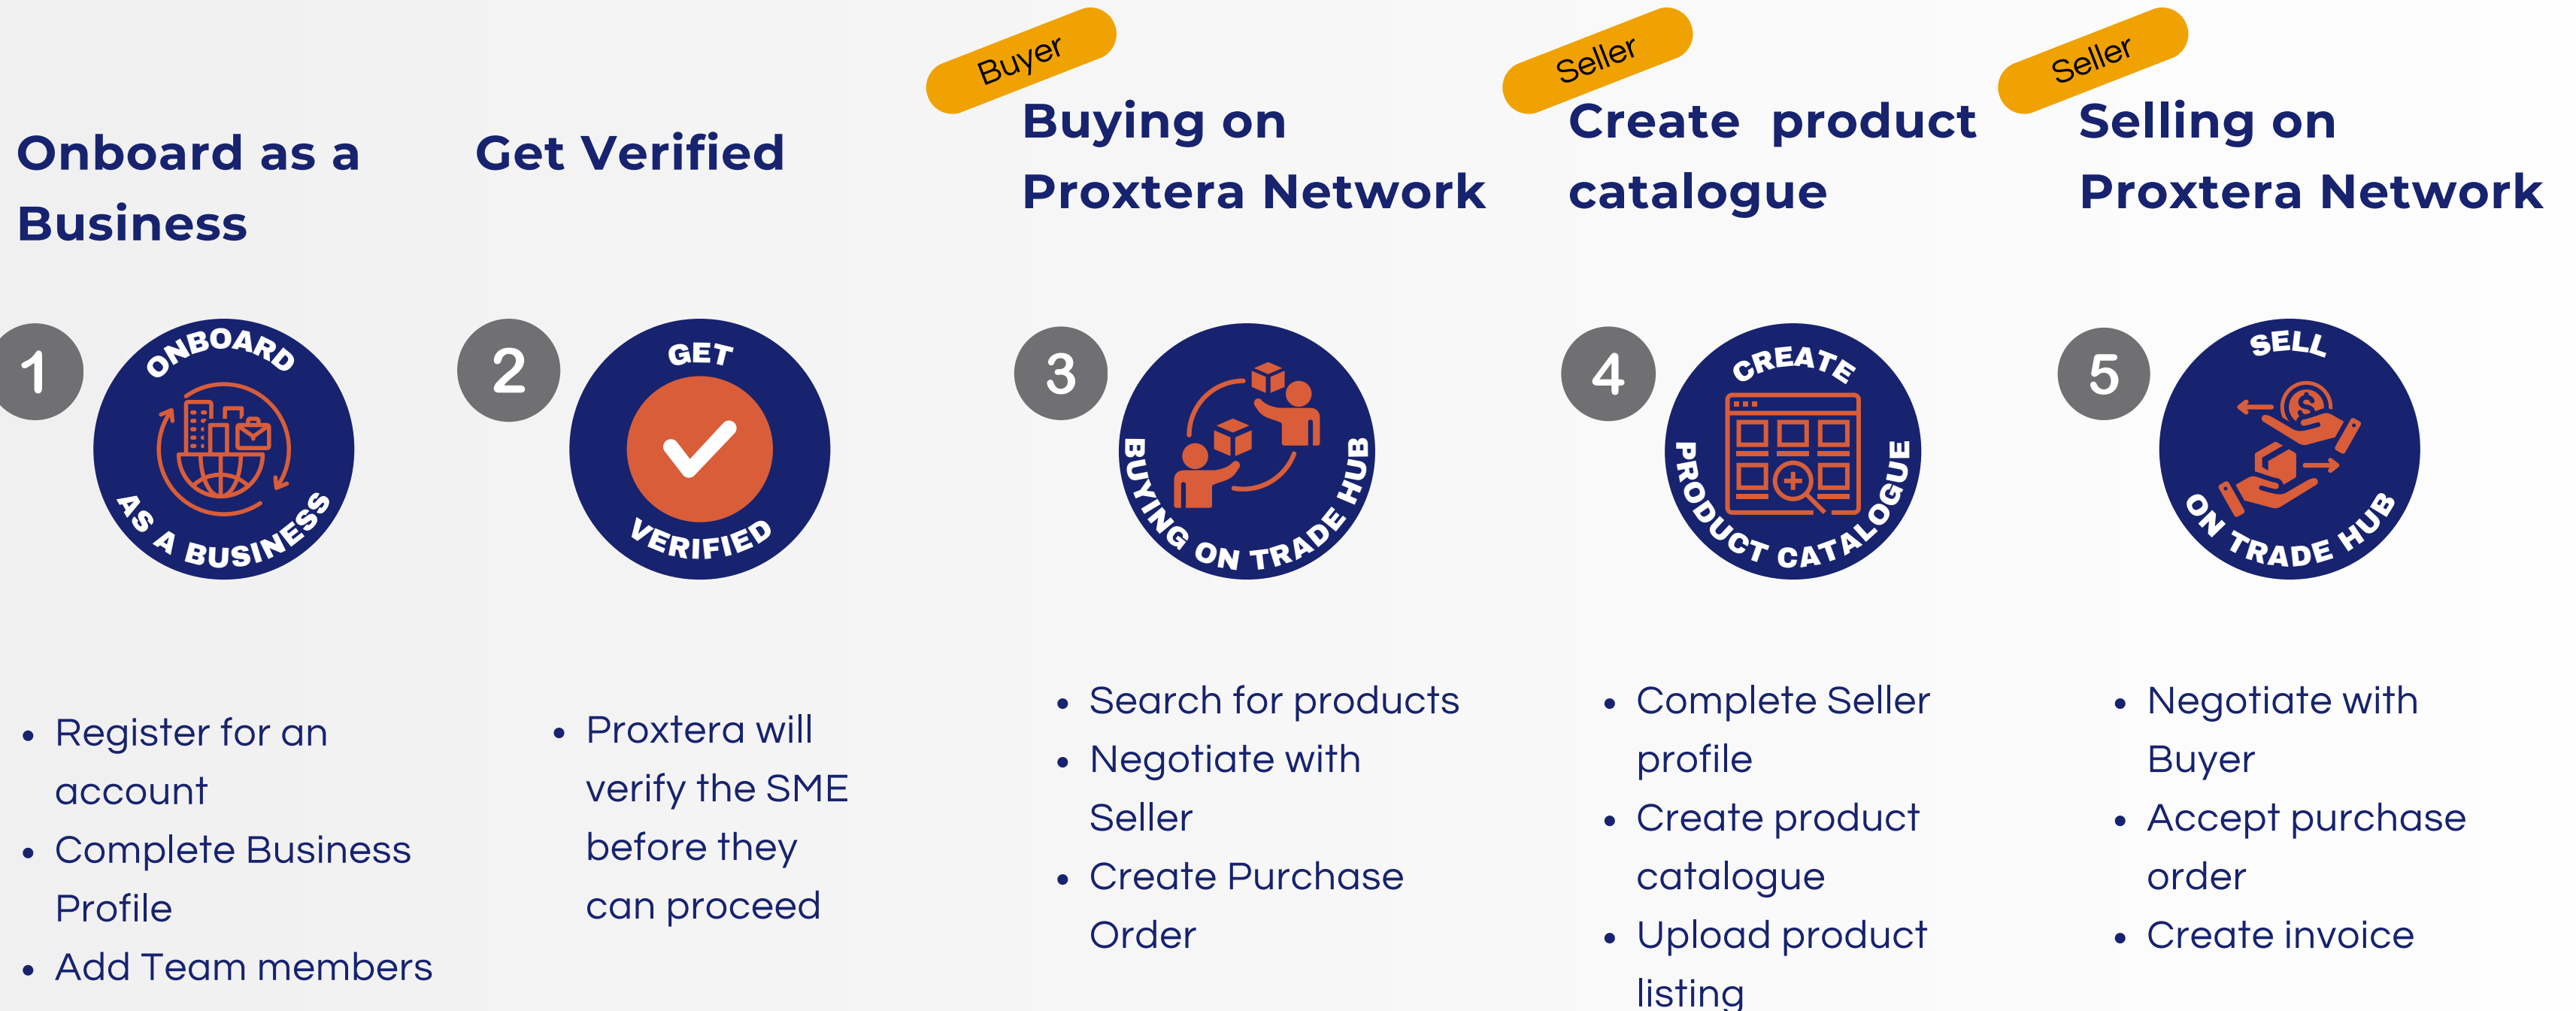 Buyer
Seller
Seller
Onboard as a
Business
Get Verified
Buying on
Proxtera Network
Create product
catalogue
Selling on
Proxtera Network
1
ONBOARD
AS A BUSINESS
2
GET
VERIFIED
3
BUYING ON TRADE HUB
4
CREATE
PRODUCT CATALOGUE
5
SELL
ON TRADE HUB
• Register for an
account
• Complete Business
Profile
• Add Team members
• Proxtera will
verify the SME
before they
can proceed
• Search for products
• Negotiate with
Seller
• Create Purchase
Order
• Complete Seller
profile
• Create product
catalogue
• Upload product
listing
• Negotiate with
Buyer
• Accept purchase
order
• Create invoice